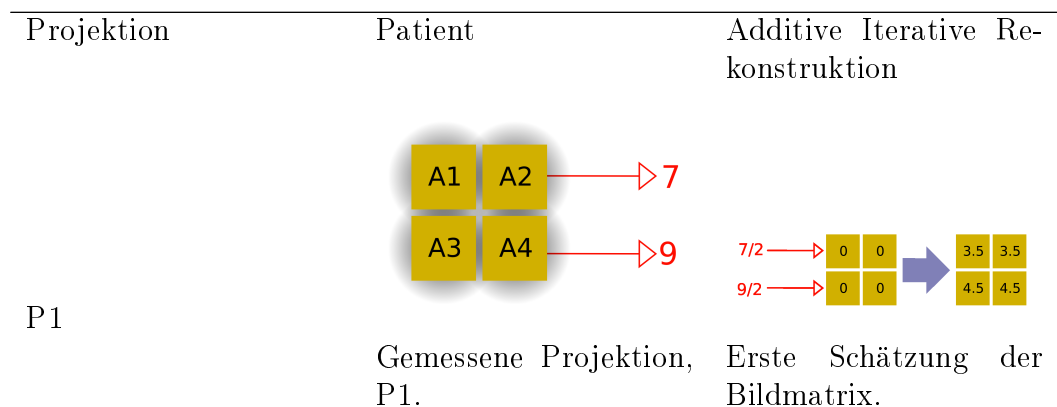 Projektion Patient Additive Iterative Re-
konstruktion
A1 A2 7
A3 A4 9
7/2 0 0 3.5 3.5
9/2 0 0 4.5 4.5
P1
Gemessene Projektion, Erste Schätzung der
P1. Bildmatrix.